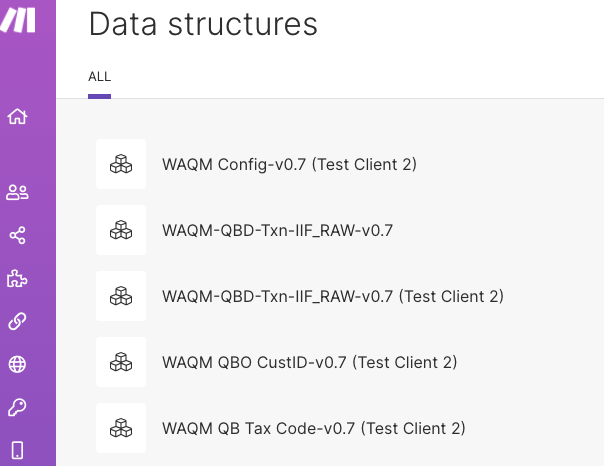 Data structures
ALL
WAQM Config-v0.7 (Test Client 2)
WAQM-QBD-Txn-IIF_RAW-v0.7
WAQM-QBD-Txn-IIF_RAW-v0.7 (Test Client 2)
WAQM QBO CustID-v0.7 (Test Client 2)
WAQM QB Tax Code-v0.7 (Test Client 2)